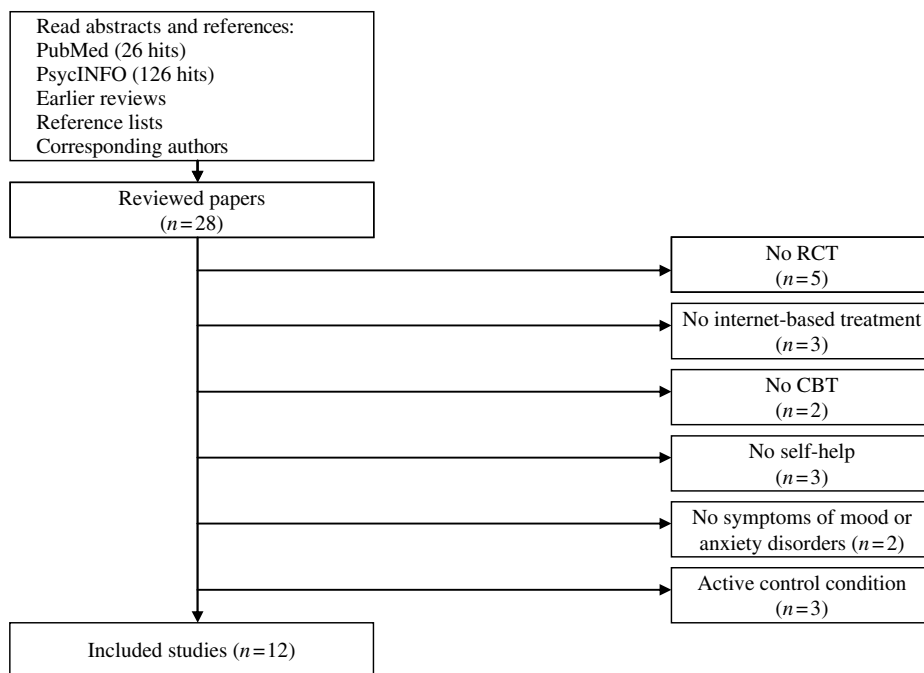 Read abstracts and references:
PubMed (26 hits)
PsycINFO (126 hits)
Earlier reviews
Reference lists
Corresponding authors
Reviewed papers
(n=28)
No RCT
(n=5)
No internet-based treatment
(n=3)
No CBT
(n=2)
No self-help
(n=3)
No symptoms of mood or
anxiety disorders (n=2)
Active control condition
(n=3)
Included studies (n=12)